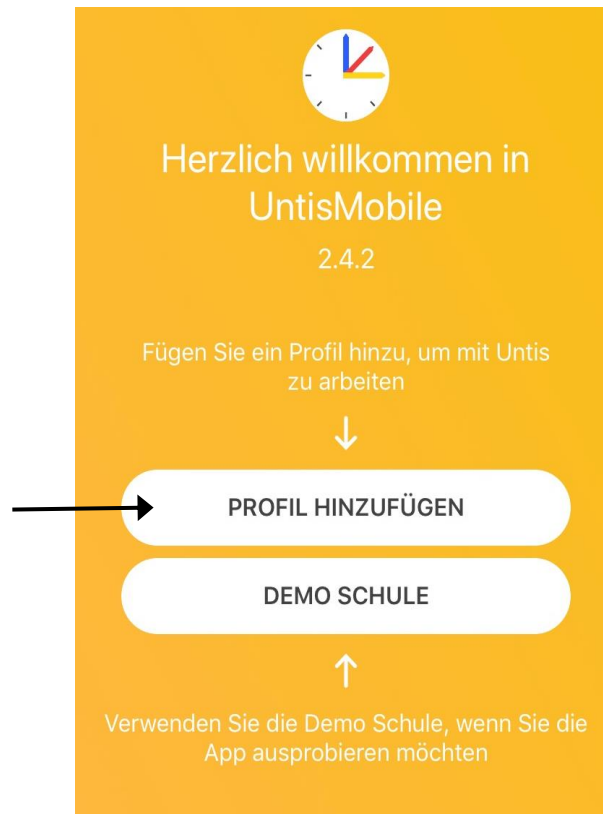 Herzlich willkommen in
UntisMobile
2.4.2
Fügen Sie ein Profil hinzu, um mit Untis
zu arbeiten
PROFIL HINZUFÜGEN
DEMO SCHULE
Verwenden Sie die Demo Schule, wenn Sie die
App ausprobieren möchten